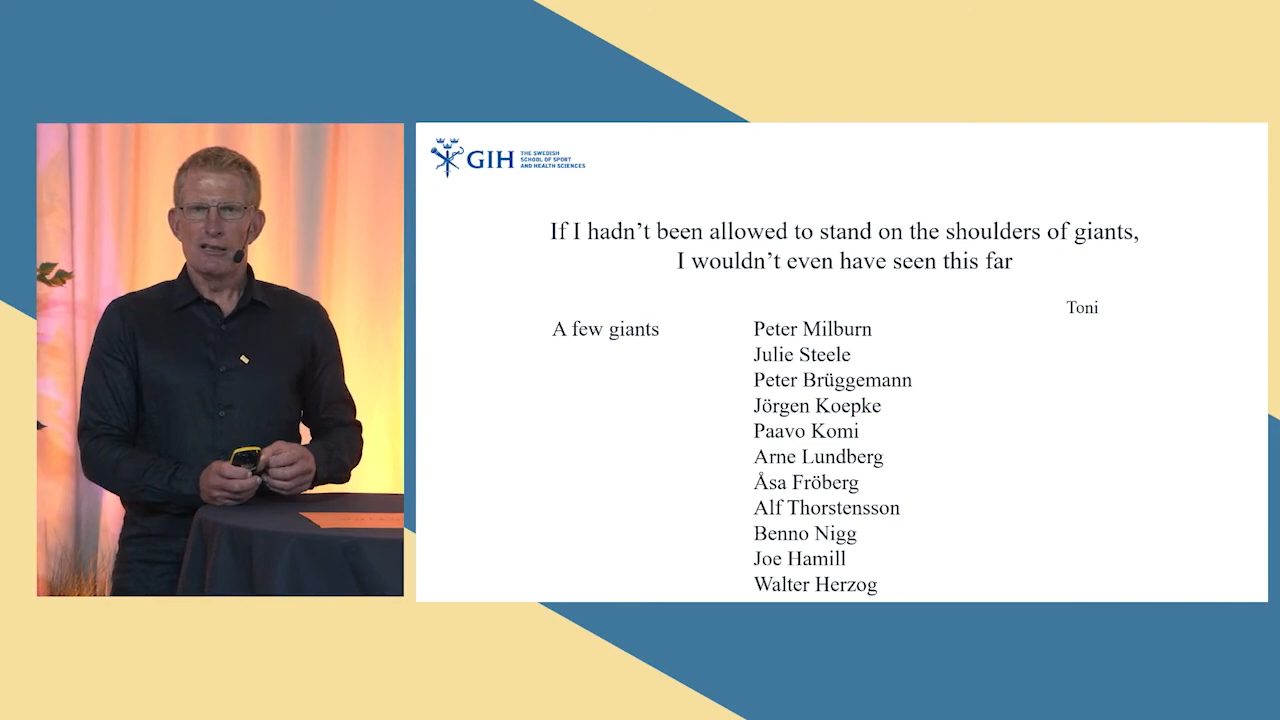 GIH
THE SWEDISH
SCHOOL OF SPORT
AND HEALTH SCIENCES
If I hadn't been allowed to stand on the shoulders of giants,
I wouldn't even have seen this far
Toni
A few giants
Peter Milburn
Julie Steele
Peter Brüggemann
Jörgen Koepke
Paavo Komi
Arne Lundberg
Åsa Fröberg
Alf Thorstensson
Benno Nigg
Joe Hamill
Walter Herzog